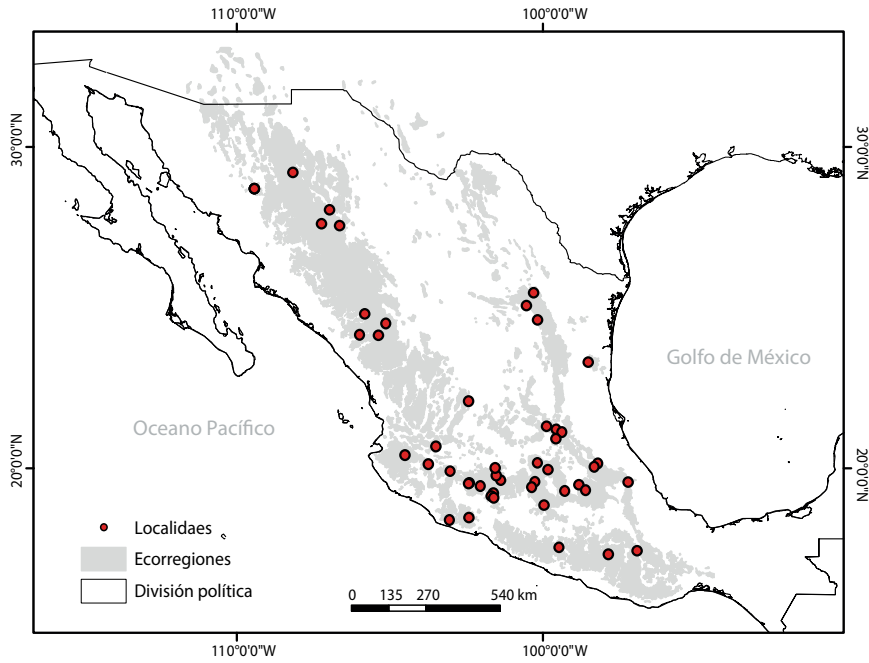 110°0'0"W 100°0'0"W
30°0'0"N 30°0'0"N
Golfo de México
Oceano Pacífico
20°0'0"N 20°0'0"N
Localidaes
Ecorregiones
División política
0 135 270 540 km
110°0'0"W 100°0'0"W